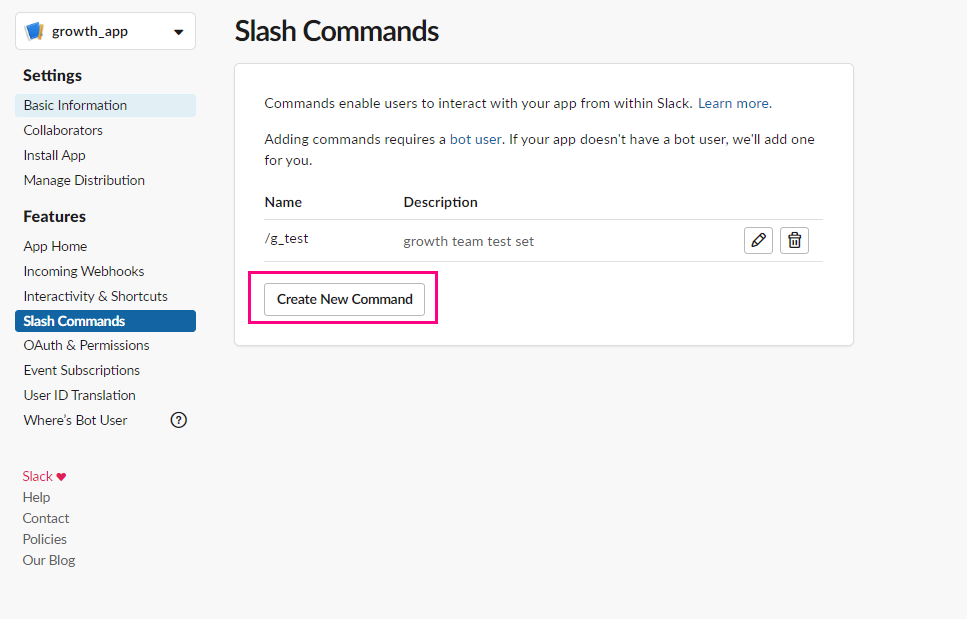 growth_app
Settings
Basic Information
Collaborators
Install App
Manage Distribution
Features
App Home
Incoming Webhooks
Interactivity & Shortcuts
Slash Commands
OAuth & Permissions
Event Subscriptions
User ID Translation
Where's Bot User ?
Slack ♥
Help
Contact
Policies
Our Blog
Slash Commands
Commands enable users to interact with your app from within Slack. Learn more.
Adding commands requires a bot user. If your app doesn't have a bot user, we'll add one
for you.
Name Description
/g_test growth team test set
Create New Command